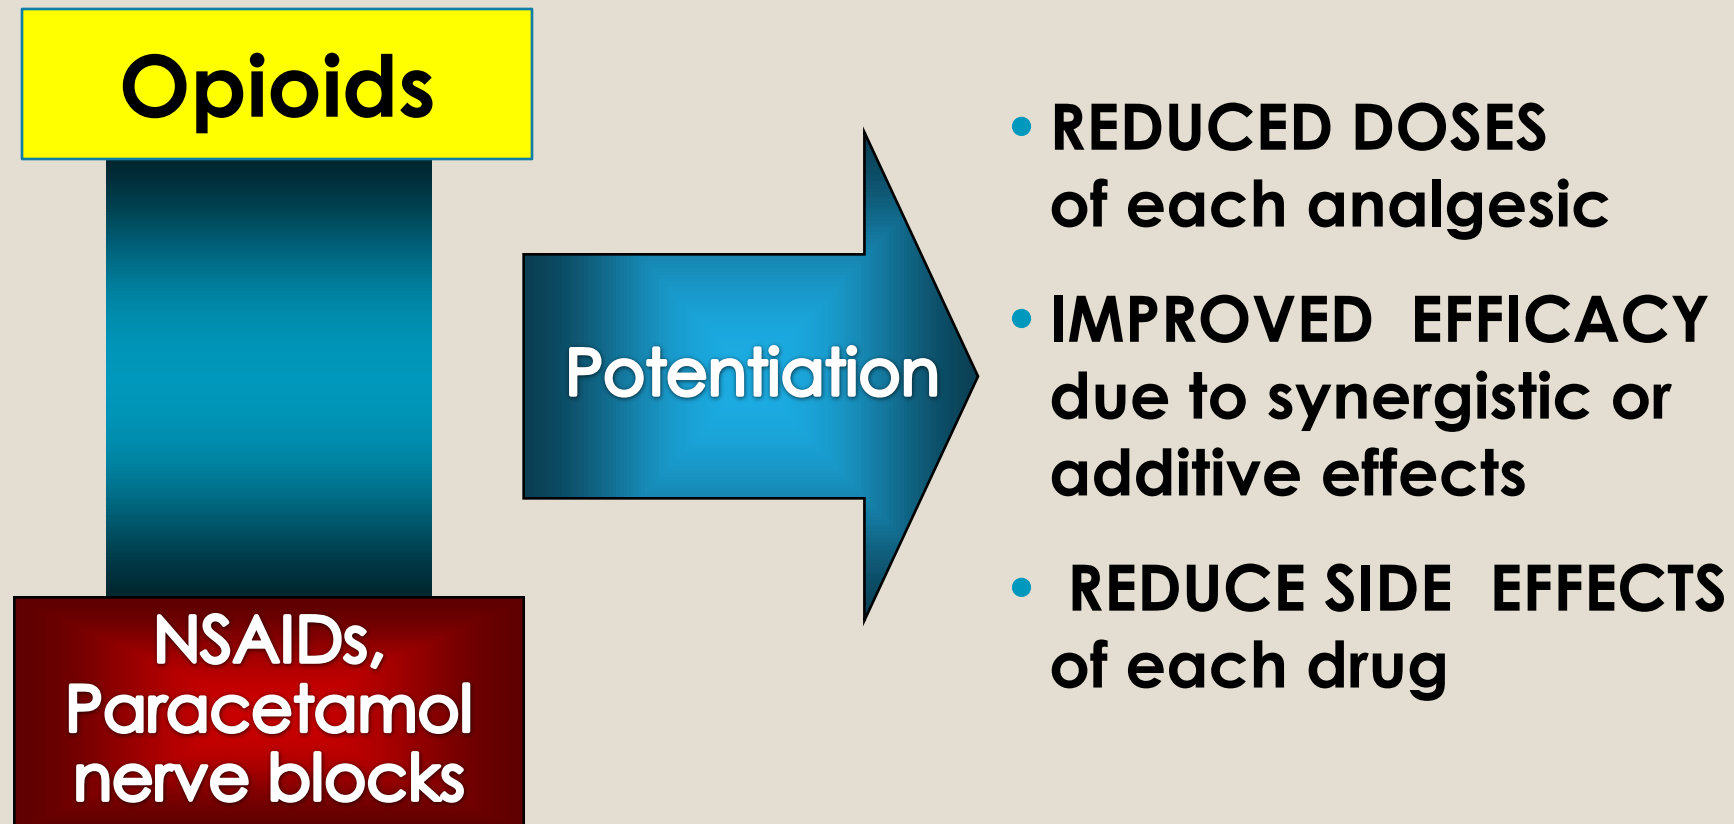 Opioids
NSAIDs,
Paracetamol
nerve blocks
Potentiation
• REDUCED DOSES
of each analgesic
• IMPROVED EFFICACY
due to synergistic or
additive effects
• REDUCE SIDE EFFECTS
of each drug